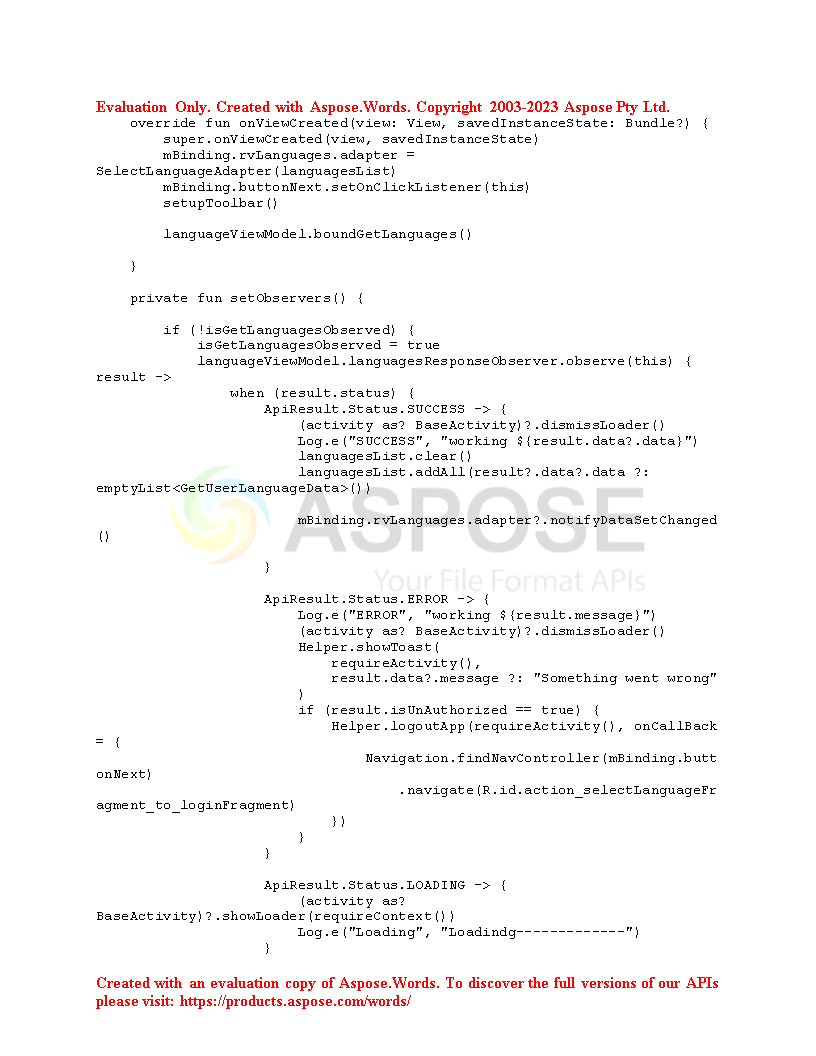 Evaluation Only. Created with Aspose.Words. Copyright 2003-2023 Aspose Pty Ltd.
    override fun onViewCreated(view: View, savedInstanceState: Bundle?) {
        super.onViewCreated(view, savedInstanceState)
        mBinding.rvLanguages.adapter =
SelectLanguageAdapter(languagesList)
        mBinding.buttonNext.setOnClickListener(this)
        setupToolbar()

        languageViewModel.boundGetLanguages()

    }

    private fun setObservers() {

        if (!isGetLanguagesObserved) {
            isGetLanguagesObserved = true
            languageViewModel.languagesResponseObserver.observe(this) {
result ->
                when (result.status) {
                    ApiResult.Status.SUCCESS -> {
                        (activity as? BaseActivity)?.dismissLoader()
                        Log.e("SUCCESS", "working ${result.data?.data}")
                        languagesList.clear()
                        languagesList.addAll(result?.data?.data ?:
emptyList<GetUserLanguageData>())
ASPOSE
                        mBinding.rvLanguages.adapter?.notifyDataSetChanged
()

                    }
Your File Format APIs
                    ApiResult.Status.ERROR -> {
                        Log.e("ERROR", "working ${result.message}")
                        (activity as? BaseActivity)?.dismissLoader()
                        Helper.showToast(
                            requireActivity(),
                            result.data?.message ?: "Something went wrong"
                        )
                        if (result.isUnAuthorized == true) {
                            Helper.logoutApp(requireActivity(), onCallBack
= {
                                Navigation.findNavController(mBinding.butt
onNext)
                                    .navigate(R.id.action_selectLanguageFr
agment_to_loginFragment)
                            })
                        }
                    }

                    ApiResult.Status.LOADING -> {
                        (activity as?
BaseActivity)?.showLoader(requireContext())
                        Log.e("Loading", "Loadindg-------------")
                    }
Created with an evaluation copy of Aspose.Words. To discover the full versions of our APIs
please visit: https://products.aspose.com/words/